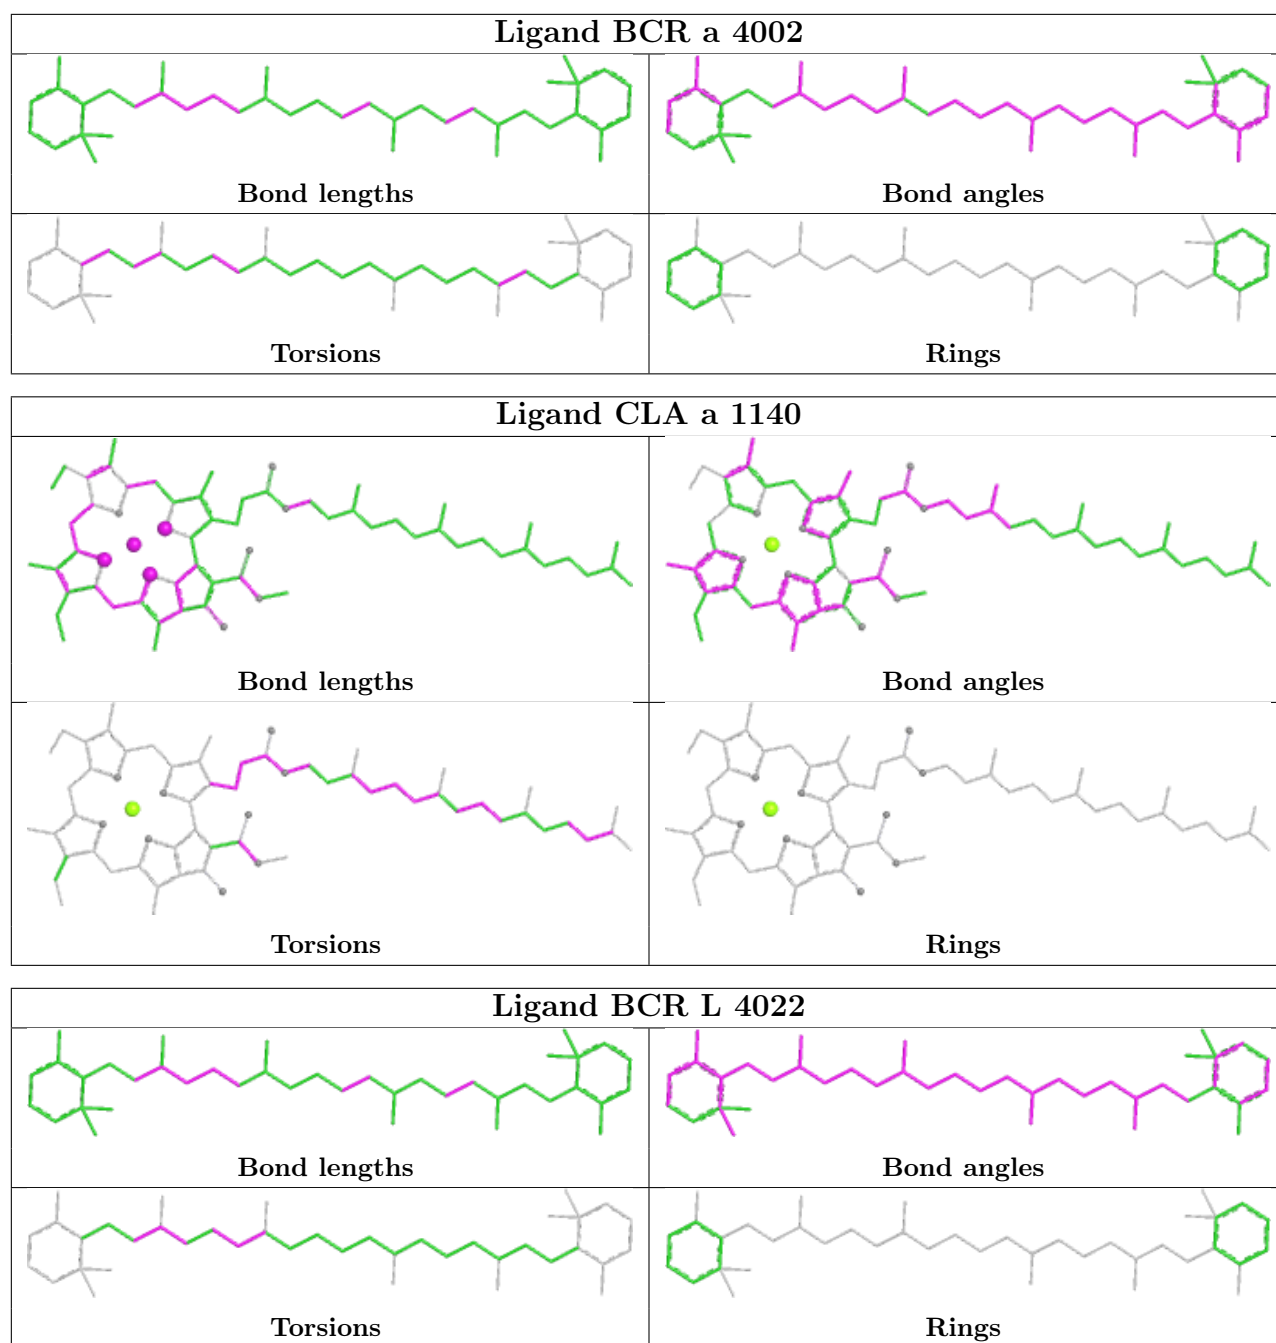 Ligand BCR a 4002
Bond lengths
Bond angles
Torsions
Rings
Ligand CLA a 1140
Bond lengths
Bond angles
Torsions
Rings
Ligand BCR L 4022
Bond lengths
Bond angles
Torsions
Rings